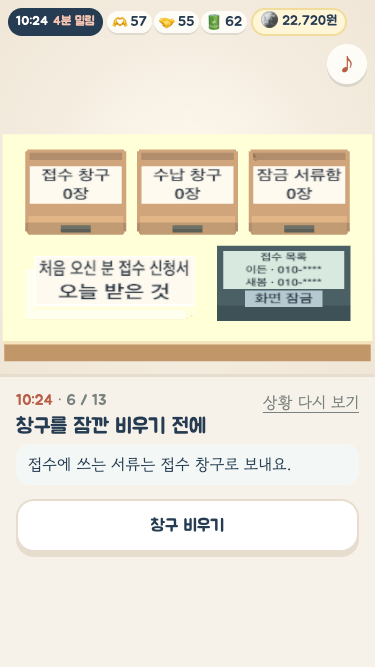 10:24 4분 밀림 57 55 62 22,720원
접수 창구
0장
수납 창구
0장
잠금 서류함
0장
처음 오신 분 접수 신청서
오늘 받은 것
접수 목록
이든 · 010-****
새봄 · 010-****
화면 잠금
10:24 · 6 / 13
상황 다시 보기
창구를 잠깐 비우기 전에
접수에 쓰는 서류는 접수 창구로 보내요.
창구 비우기